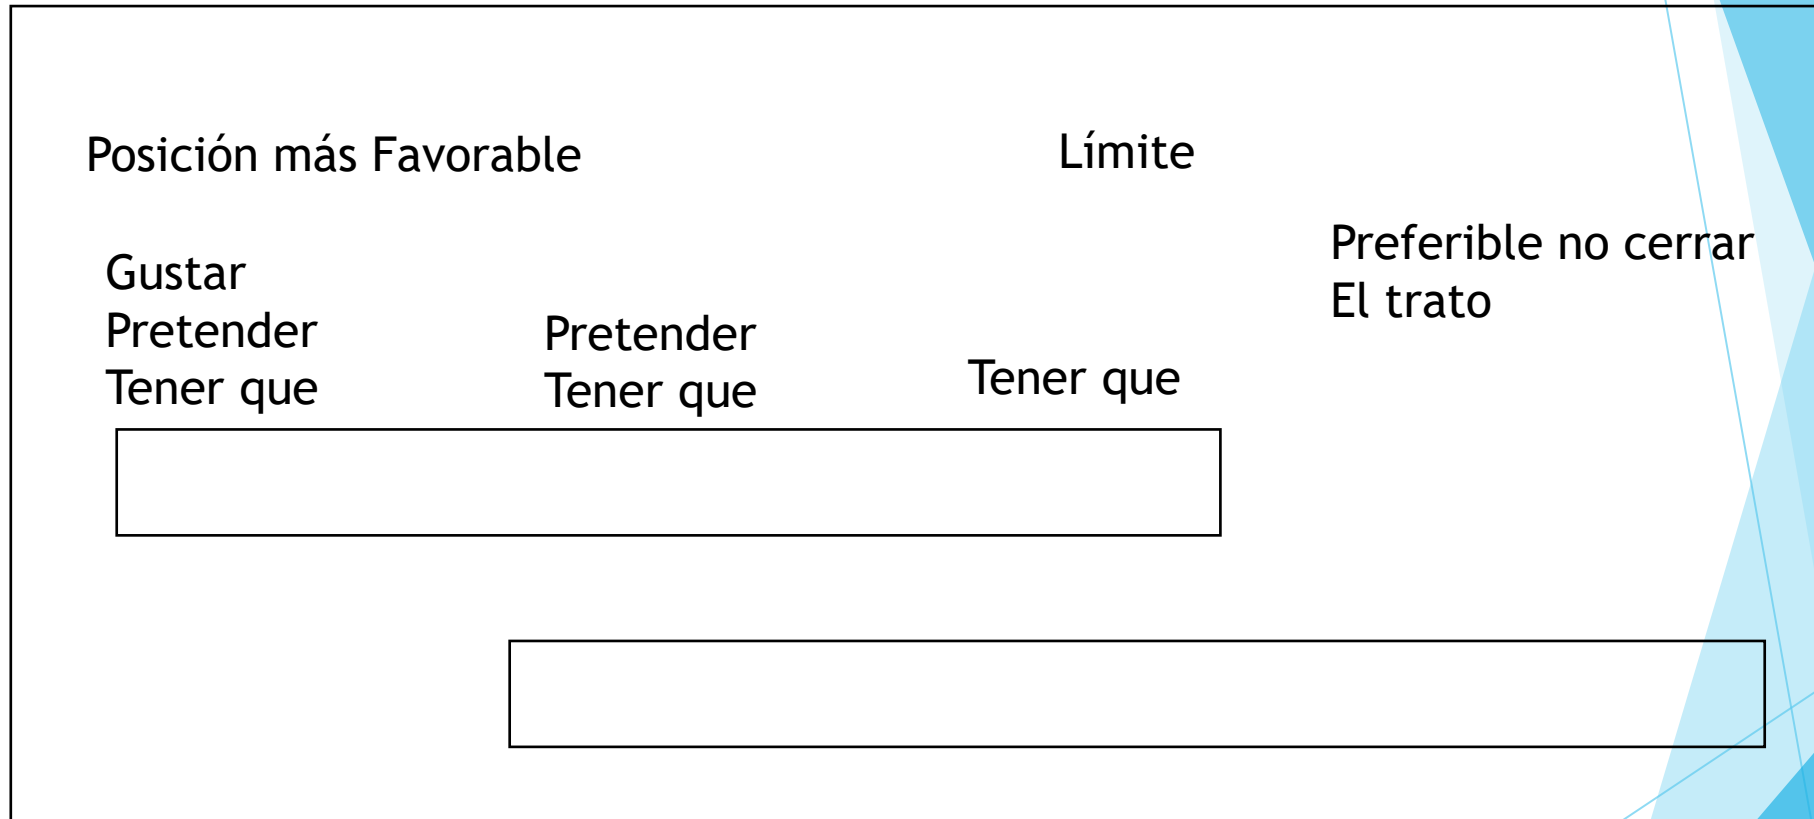 Posición más Favorable
Límite
Gustar
Pretender
Tener que
Pretender
Tener que
Tener que
Preferible no cerrar
El trato